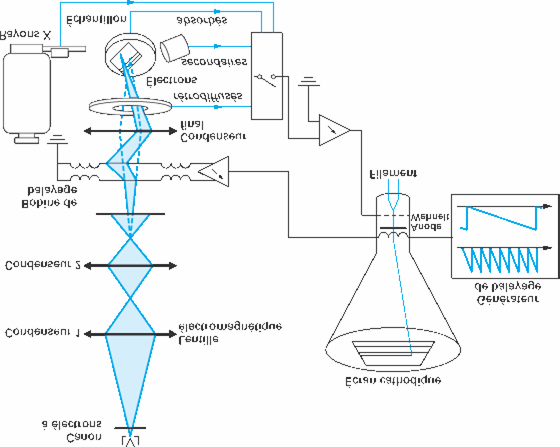 Canon
à électrons
Condenseur 1
Lentille
électromagnétique
Condenseur 2
Bobine de
balayage
Condenseur
final
rétrodiffusés
Électrons
secondaires
absorbés
Échantillon
Rayons X
Écran cathodique
Générateur
de balayage
Anode
Wehnelt
Filament